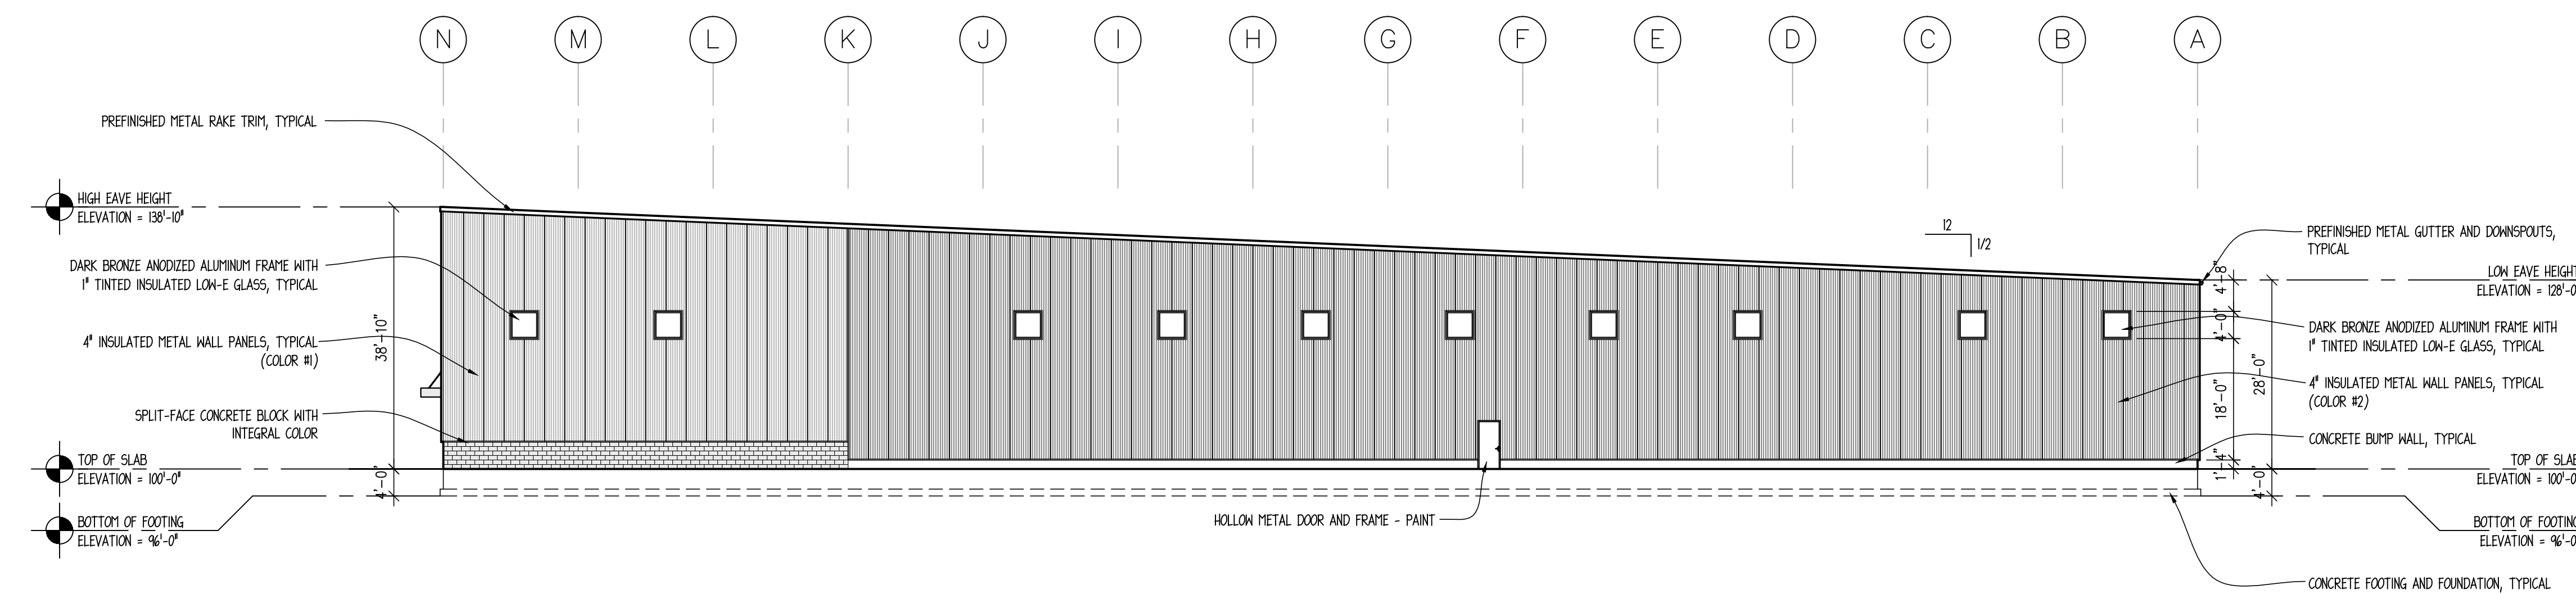 N M L K J I H G F E D C B A
PREFINISHED METAL RAKE TRIM, TYPICAL
HIGH EAVE HEIGHT
ELEVATION = 138'-10"
DARK BRONZE ANODIZED ALUMINUM FRAME WITH
1" TINTED INSULATED LOW-E GLASS, TYPICAL
4" INSULATED METAL WALL PANELS, TYPICAL
(COLOR #1)
SPLIT-FACE CONCRETE BLOCK WITH
INTEGRAL COLOR
TOP OF SLAB
ELEVATION = 100'-0"
BOTTOM OF FOOTING
ELEVATION = 96'-0"
38'-10"
4'-0"
HOLLOW METAL DOOR AND FRAME - PAINT
12
1/2
4'-8"
4'-0"
18'-0"
1'-4"
28'-0"
4'-0"
PREFINISHED METAL GUTTER AND DOWNSPOUTS,
TYPICAL
LOW EAVE HEIGHT
ELEVATION = 128'-0
DARK BRONZE ANODIZED ALUMINUM FRAME WITH
1" TINTED INSULATED LOW-E GLASS, TYPICAL
4" INSULATED METAL WALL PANELS, TYPICAL
(COLOR #2)
CONCRETE BUMP WALL, TYPICAL
TOP OF SLAB
ELEVATION = 100'-0
BOTTOM OF FOOTING
ELEVATION = 96'-0
CONCRETE FOOTING AND FOUNDATION, TYPICAL